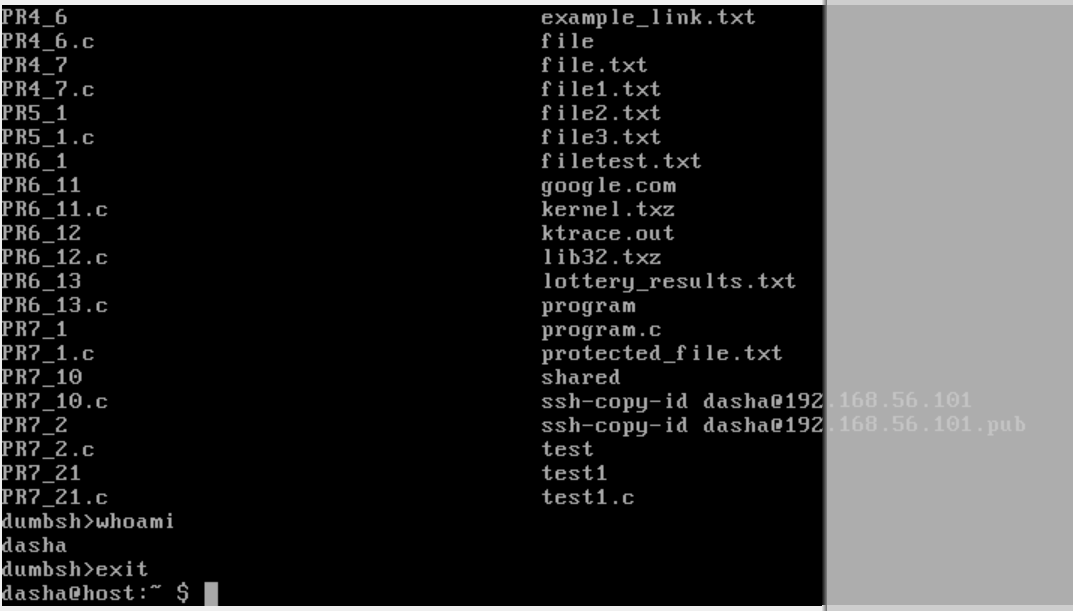 PR4_6 example_link.txt
PR4_6.c file
PR4_7 file.txt
PR4_7.c file1.txt
PR5_1 file2.txt
PR5_1.c file3.txt
PR6_1 filetest.txt
PR6_11 google.com
PR6_11.c kernel.txz
PR6_12 ktrace.out
PR6_12.c lib32.txz
PR6_13 lottery_results.txt
PR6_13.c program
PR7_1 program.c
PR7_1.c protected_file.txt
PR7_10 shared
PR7_10.c ssh-copy-id dasha@192.168.56.101
PR7_2 ssh-copy-id dasha@192.168.56.101.pub
PR7_2.c test
PR7_21 test1
PR7_21.c test1.c
dumbsh>whoami
dasha
dumbsh>exit
dasha@host:~ $